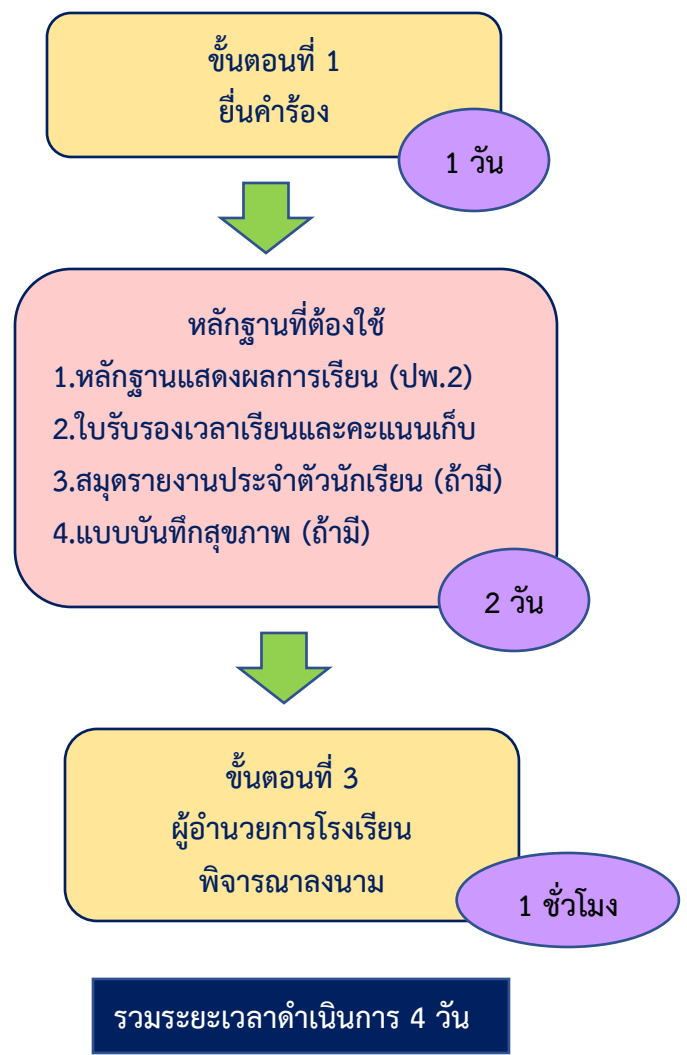 ขั้นตอนที่ 1
ยื่นคำร้อง
1 วัน
หลักฐานที่ต้องใช้
1.หลักฐานแสดงผลการเรียน (ปพ.2)
2.ใบรับรองเวลาเรียนและคะแนนเก็บ
3.สมุดรายงานประจำตัวนักเรียน (ถ้ามี)
4.แบบบันทึกสุขภาพ (ถ้ามี)
2 วัน
ขั้นตอนที่ 3
ผู้อำนวยการโรงเรียน
พิจารณาลงนาม
1 ชั่วโมง
รวมระยะเวลาดำเนินการ 4 วัน